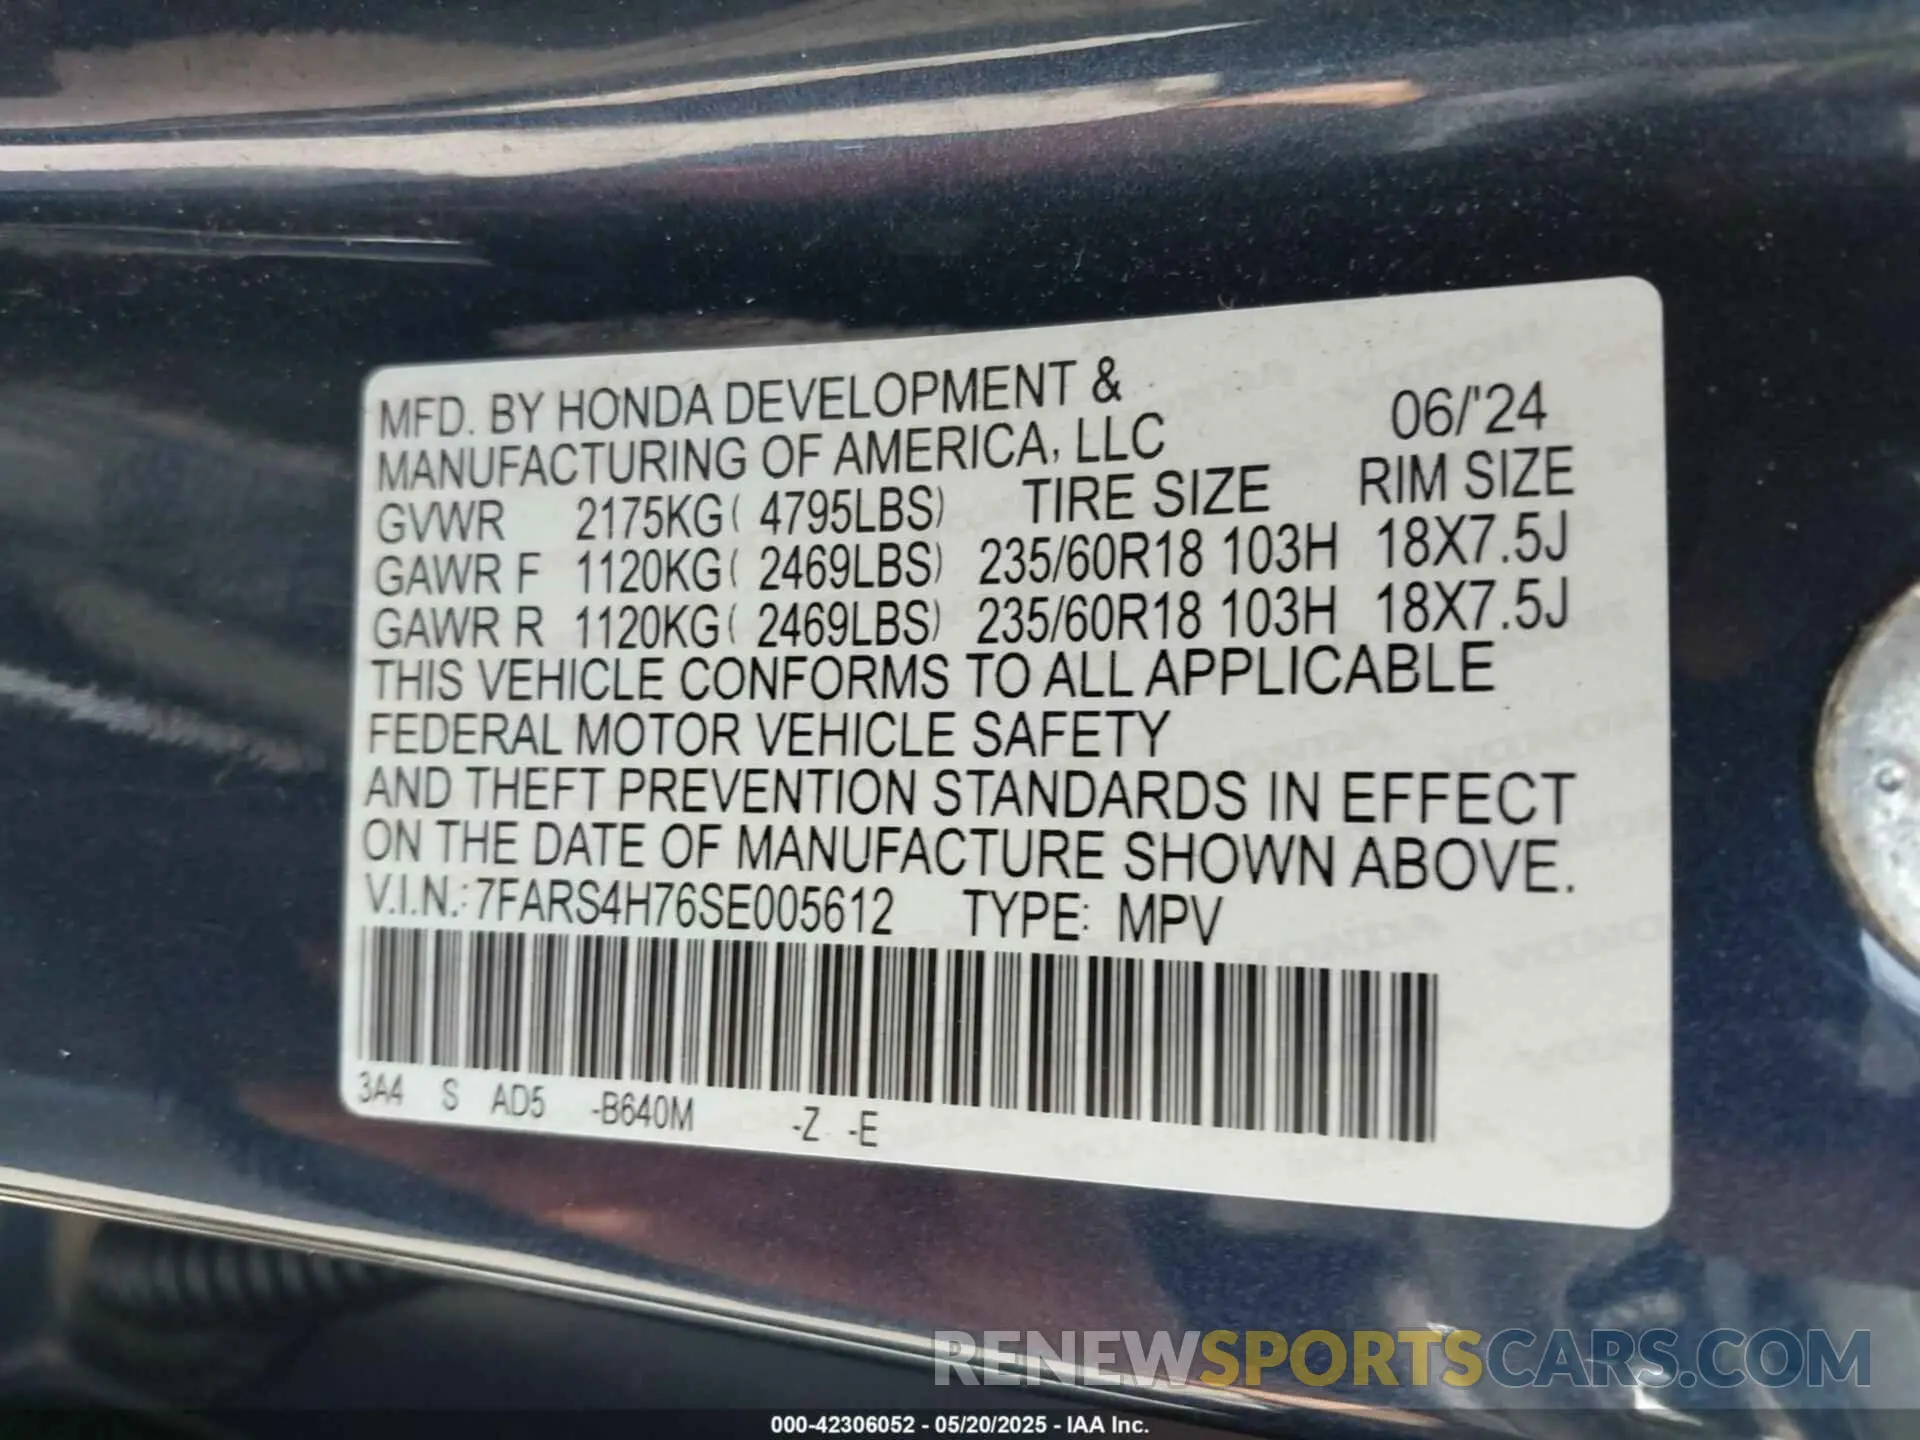 MFD. BY HONDA DEVELOPMENT &
MANUFACTURING OF AMERICA, LLC 06/'24
GVWR 2175KG( 4795LBS) TIRE SIZE RIM SIZE
GAWR F 1120KG( 2469LBS) 235/60R18 103H 18X7.5J
GAWR R 1120KG( 2469LBS) 235/60R18 103H 18X7.5J
THIS VEHICLE CONFORMS TO ALL APPLICABLE
FEDERAL MOTOR VEHICLE SAFETY
AND THEFT PREVENTION STANDARDS IN EFFECT
ON THE DATE OF MANUFACTURE SHOWN ABOVE.
V.I.N.: 7FARS4H76SE005612 TYPE: MPV
3A4 S AD5 -B640M -Z -E
RENEWSPORTSCARS.COM
000-42306052 - 05/20/2025 - IAA Inc.